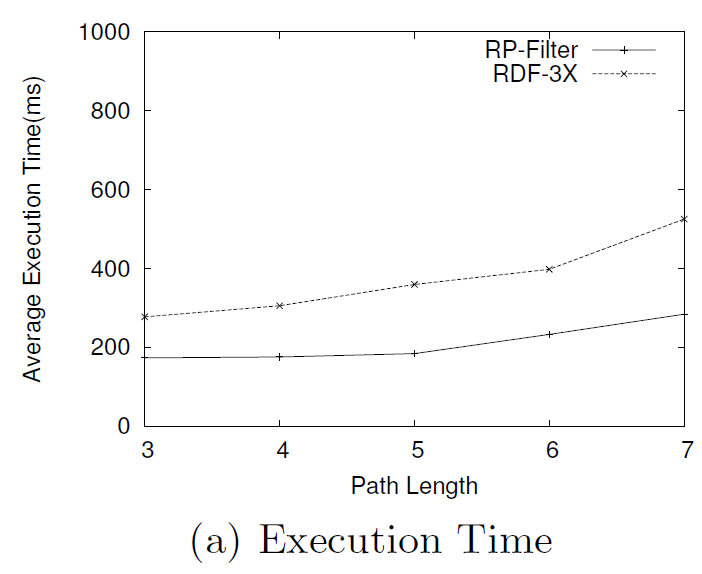 1000
800
600
400
200
0
Average Execution Time(ms)
RP-Filter
RDF-3X
3 4 5 6 7
Path Length
(a) Execution Time